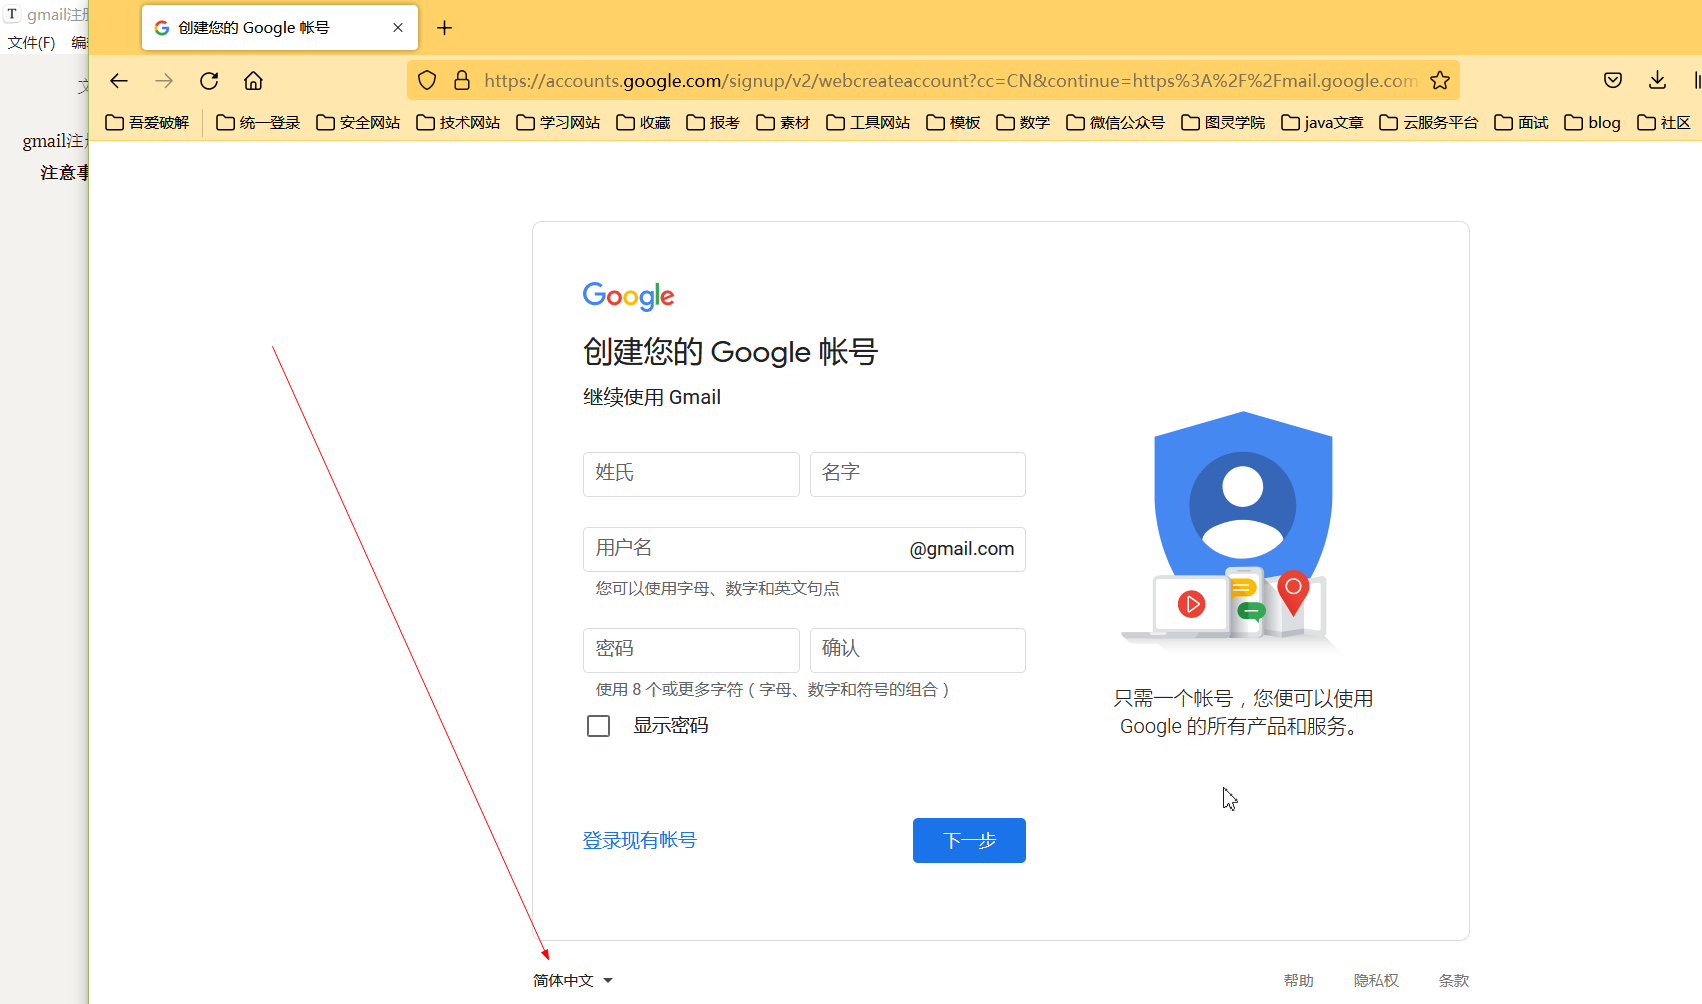 T gmail注册
文件(F) 编辑
gmail注册
注意事
创建您的 Google 帐号
https://accounts.google.com/signup/v2/webcreateaccount?cc=CN&continue=https%3A%2F%2Fmail.google.com
吾爱破解 统一登录 安全网站 技术网站 学习网站 收藏 报考 素材 工具网站 模板 数学 微信公众号 图灵学院 java文章 云服务平台 面试 blog 社区
Google
创建您的 Google 帐号
继续使用 Gmail
姓氏 名字
用户名 @gmail.com
您可以使用字母、数字和英文句点
密码 确认
使用 8 个或更多字符（字母、数字和符号的组合）
显示密码
登录现有帐号 下一步
只需一个帐号，您便可以使用
Google 的所有产品和服务。
简体中文 帮助 隐私权 条款